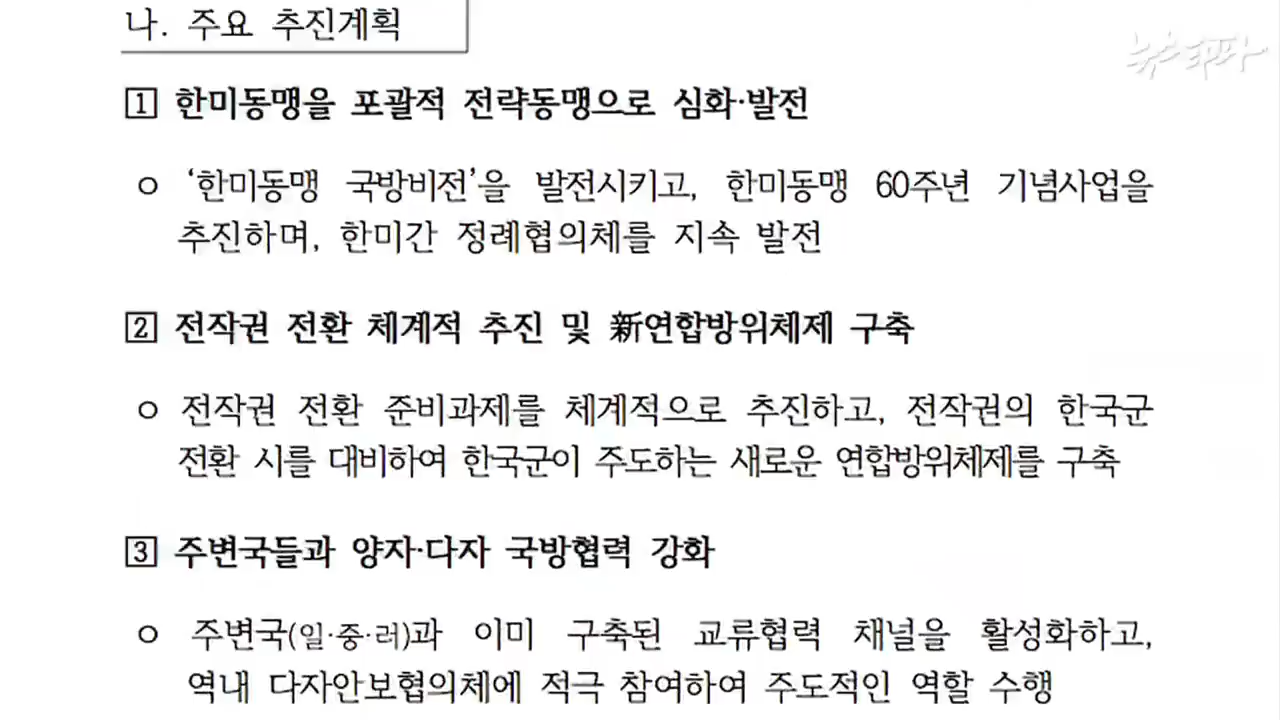 나. 주요 추진계획
뉴스타파
1 한미동맹을 포괄적 전략동맹으로 심화·발전
○ ‘한미동맹 국방비전’을 발전시키고, 한미동맹 60주년 기념사업을
추진하며, 한미간 정례협의체를 지속 발전
2 전작권 전환 체계적 추진 및 新연합방위체제 구축
○ 전작권 전환 준비과제를 체계적으로 추진하고, 전작권의 한국군
전환 시를 대비하여 한국군이 주도하는 새로운 연합방위체제를 구축
3 주변국들과 양자·다자 국방협력 강화
○ 주변국(일·중·러)과 이미 구축된 교류협력 채널을 활성화하고,
역내 다자안보협의체에 적극 참여하여 주도적인 역할 수행